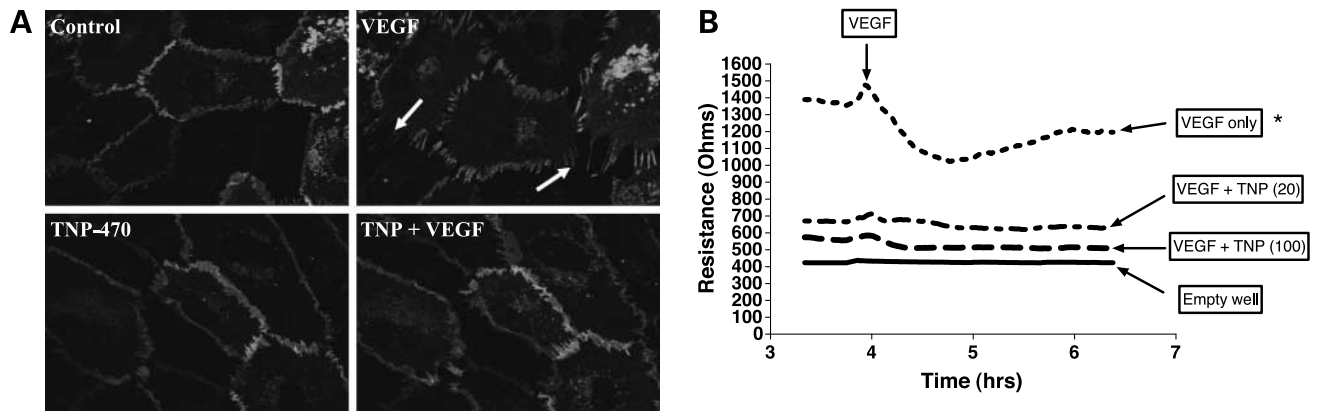 A
Control
VEGF
TNP-470
TNP + VEGF
B
VEGF
1600
1500
1400
1300
1200
1100
1000
900
800
700
600
500
400
300
200
100
0
Resistance (Ohms)
3
4
5
6
7
Time (hrs)
VEGF only *
VEGF + TNP (20)
VEGF + TNP (100)
Empty well